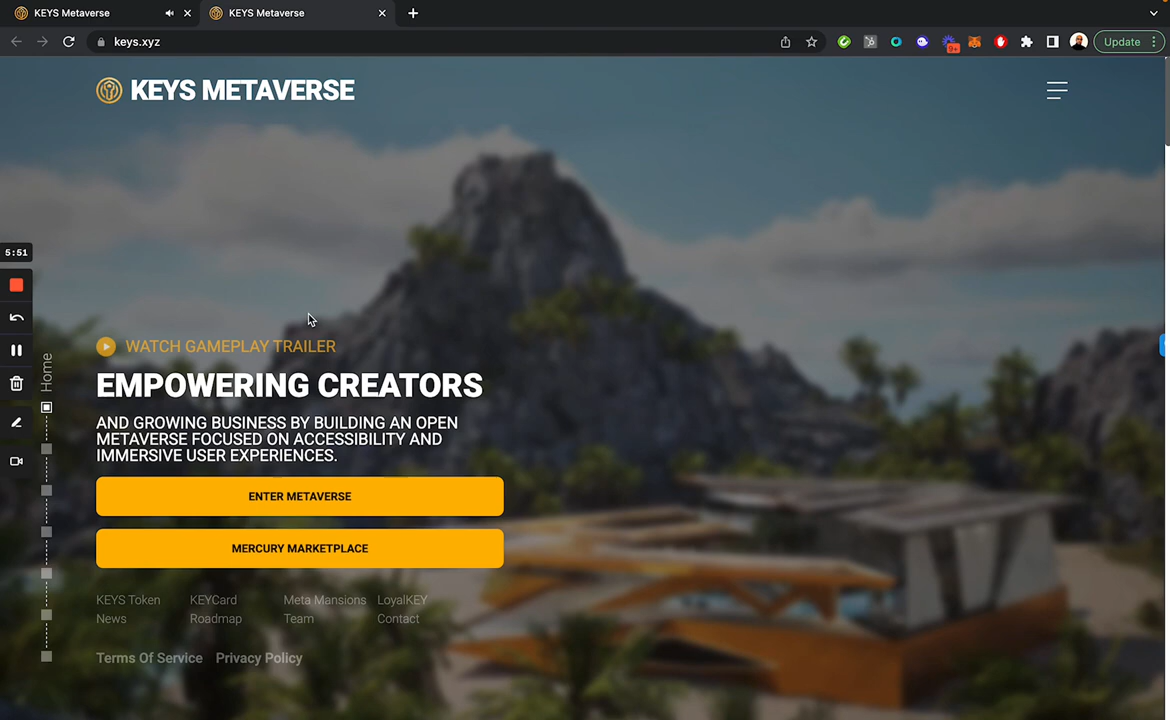 KEYS Metaverse
KEYS Metaverse
keys.xyz
9+
Update
KEYS METAVERSE
5:51
Home
WATCH GAMEPLAY TRAILER
EMPOWERING CREATORS
AND GROWING BUSINESS BY BUILDING AN OPEN
METAVERSE FOCUSED ON ACCESSIBILITY AND
IMMERSIVE USER EXPERIENCES.
ENTER METAVERSE
MERCURY MARKETPLACE
KEYS Token KEYCard Meta Mansions LoyalKEY
News Roadmap Team Contact
Terms Of Service Privacy Policy